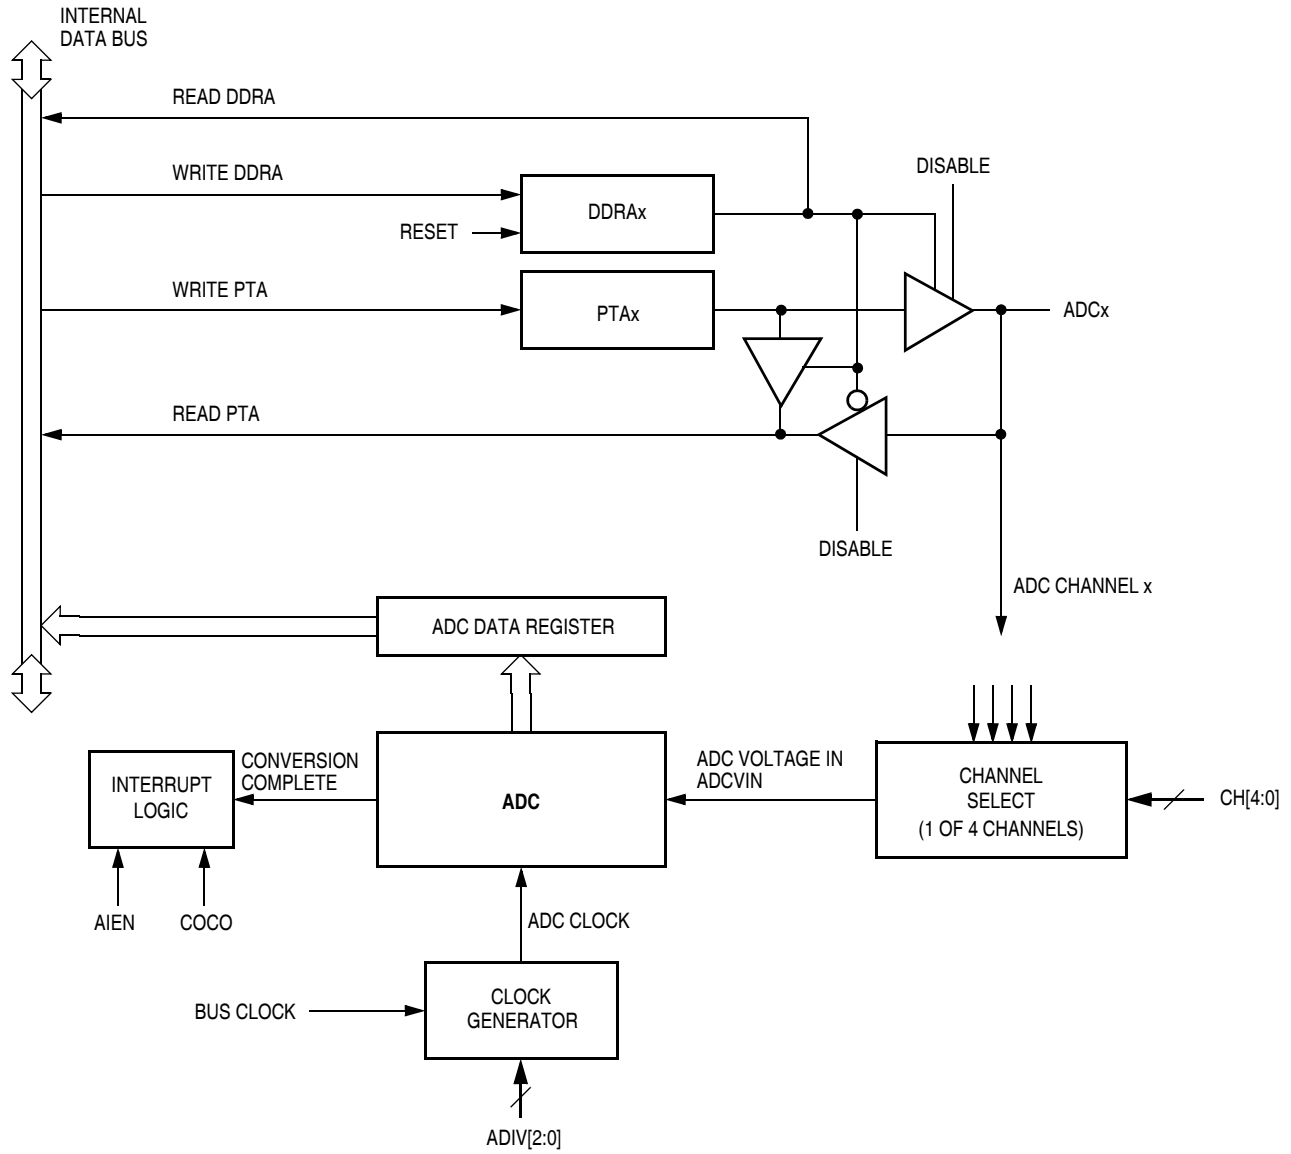 INTERNAL
DATA BUS
READ DDRA
WRITE DDRA
DISABLE
DDRAx
RESET
WRITE PTA
PTAx
ADCx
READ PTA
DISABLE
ADC CHANNEL x
ADC DATA REGISTER
INTERRUPT
LOGIC
CONVERSION
COMPLETE
ADC
ADC VOLTAGE IN
ADCVIN
CHANNEL
SELECT
(1 OF 4 CHANNELS)
CH[4:0]
AIEN
COCO
ADC CLOCK
BUS CLOCK
CLOCK
GENERATOR
ADIV[2:0]